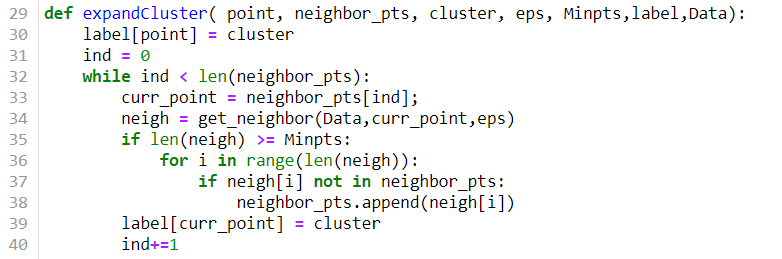 29 def expandCluster( point, neighbor_pts, cluster, eps, Minpts,label,Data):
30     label[point] = cluster
31     ind = 0
32     while ind < len(neighbor_pts):
33         curr_point = neighbor_pts[ind];
34         neigh = get_neighbor(Data,curr_point,eps)
35         if len(neigh) >= Minpts:
36             for i in range(len(neigh)):
37                 if neigh[i] not in neighbor_pts:
38                     neighbor_pts.append(neigh[i])
39         label[curr_point] = cluster
40         ind+=1